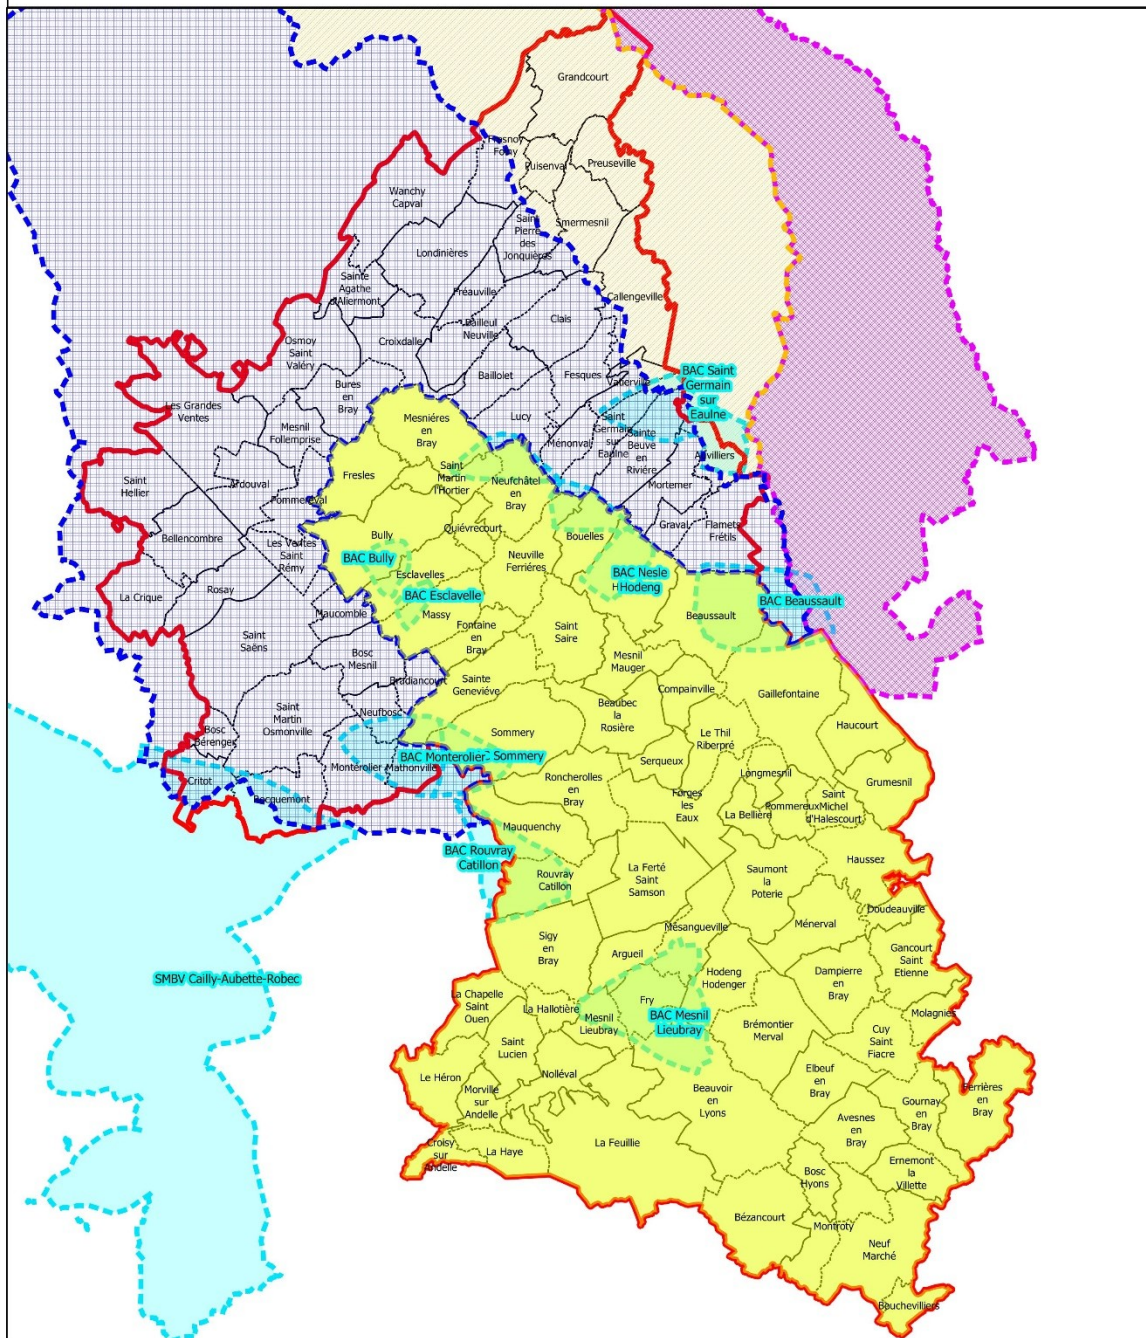 Grandcourt
Fresnoy
Folny
Puisenval
Preuseville
Wanchy
Capval
Smermesnil
Saint
Pierre
des
Jonquières
Londinières
Sainte
Agathe
d'Aliermont
Fréauville
Callengeville
Bailleul
Neuville
Clais
Croixdalle
Osmoy
Saint
Valéry
Bures
en
Bray
Baillolet
Fesques
Vatierville
BAC Saint
Germain
sur
Eaulne
Les Grandes
Ventes
Mesnières
en
Bray
Lucy
Mesnil
Follemprise
Ménonval
Saint
Germain
sur
Eaulne
Sainte
Beuve
en
Rivière
Fresles
Saint
Martin
l'Hortier
Neufchâtel
en
Bray
Mortemer
Saint
Hellier
Ardouval
Pommeréval
Graval
Flamets
Frétils
Bully
Quiévrecourt
Bouelles
Bellencombre
Les Ventes
Saint
Rémy
BAC Bully
Esclavelles
Neuville
Ferriéres
BAC Nesle
Hodeng
BAC Esclavelle
BAC Beaussault
La Crique
Rosay
Maucomble
Massy
Beaussault
Fontaine
en
Bray
Saint
Saëns
Saint
Saire
Bosc
Mesnil
Mesnil
Mauger
Bradiancourt
Sainte
Geneviéve
Compainville
Gaillefontaine
Beaubec
la
Rosière
Saint
Martin
Osmonville
Neufbosc
Haucourt
Bosc
Bérenger
Sommery
Le Thil
Riberpré
BAC Monterolier- Sommery
Montérolier
Mathonville
Serqueux
Critot
Roncherolles
en
Bray
Longmesnil
Grumesnil
Forges
les
Eaux
Pommereux
Saint
Michel
d'Halescourt
Bocquemont
La Bellière
Mauquenchy
BAC Rouvray
Catillon
Rouvray
Catillon
La Ferté
Saint
Samson
Saumont
la
Poterie
Haussez
Doudeauville
Ménerval
Mésangueville
Sigy
en
Bray
Argueil
Gancourt
Saint
Etienne
SMBV Cailly-Aubette-Robec
Hodeng
Hodenger
Dampierre
en
Bray
La Chapelle
Saint
Ouen
La Hallotière
Fry
BAC Mesnil
Lieubray
Mesnil
Lieubray
Molagnies
Brémontier
Merval
Cuy
Saint
Fiacre
Saint
Lucien
Le Héron
Nolléval
Elbeuf
en
Bray
Ferrières
en
Bray
Morville
sur
Andelle
Beauvoir
en
Lyons
Gournay
en
Bray
Avesnes
en
Bray
Croisy
sur
Andelle
La Haye
La Feuillie
Ernemont
la
Villette
Bosc
Hyons
Bézancourt
Montroty
Neuf
Marché
Bouchevilliers